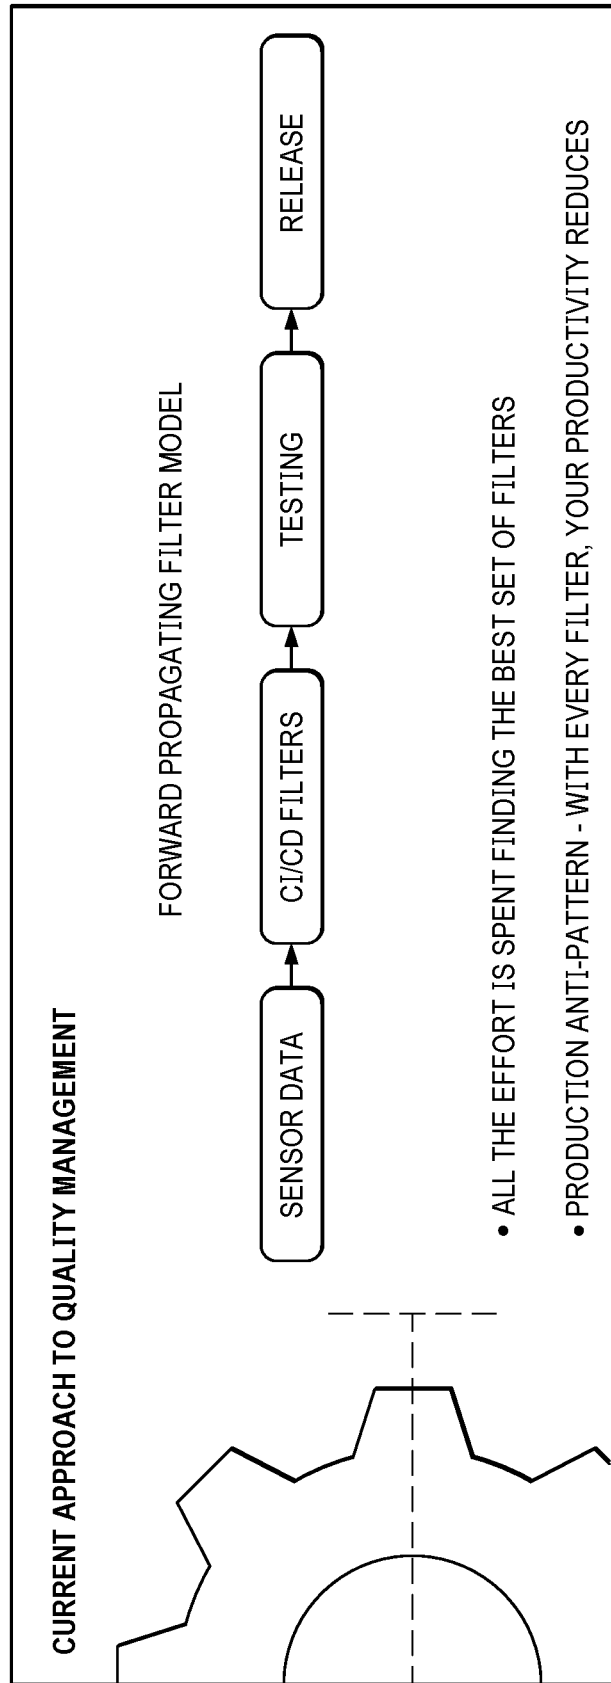 CURRENT APPROACH TO QUALITY MANAGEMENT
FORWARD PROPAGATING FILTER MODEL
SENSOR DATA
CI/CD FILTERS
TESTING
RELEASE
• ALL THE EFFORT IS SPENT FINDING THE BEST SET OF FILTERS
• PRODUCTION ANTI-PATTERN - WITH EVERY FILTER, YOUR PRODUCTIVITY REDUCES